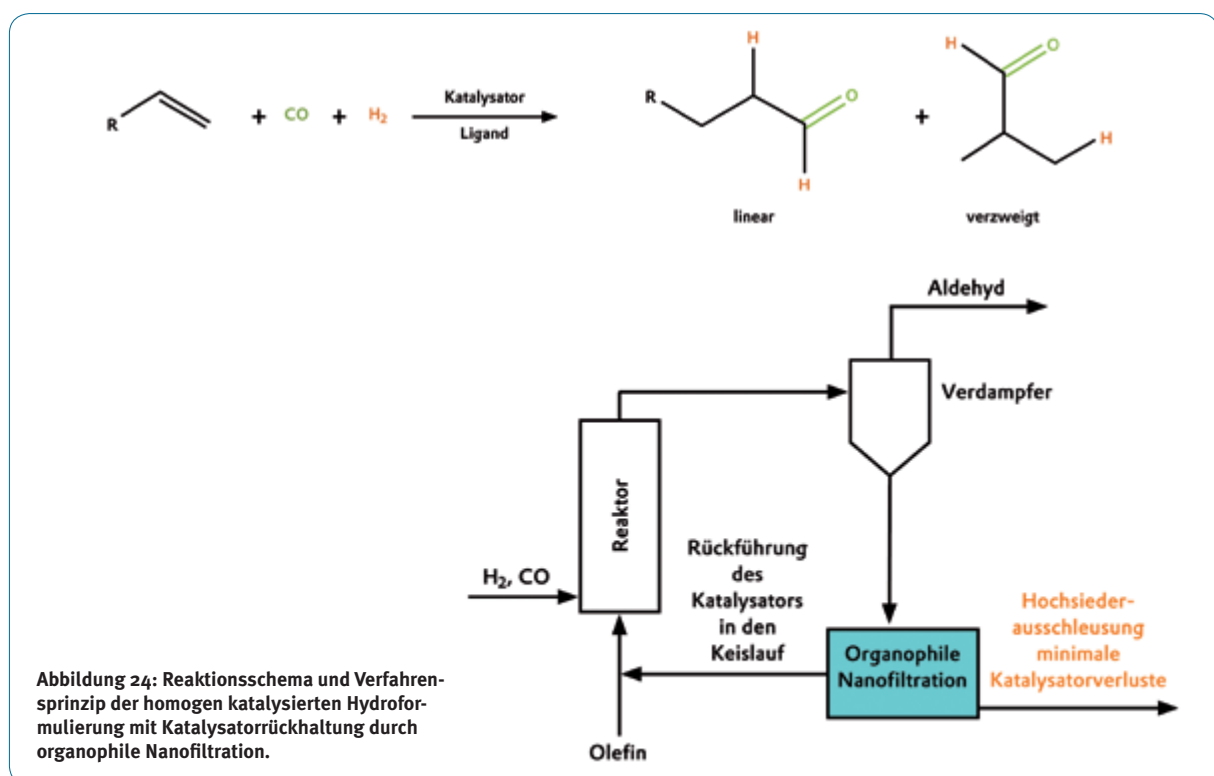 H O
H O
R + CO + H₂ Katalysator R + H
Ligand
H
linear verzweigt
Aldehyd
Verdampfer
Reaktor
H₂, CO
Rückführung
des
Katalysators
in den
Keislauf
Organophile
Nanofiltration
Hochsieder-
ausschleusung
minimale
Katalysatorverluste
Olefin
Abbildung 24: Reaktionsschema und Verfahren-
sprinzip der homogen katalysierten Hydrofor-
mulierung mit Katalysatorrückhaltung durch
organophile Nanofiltration.